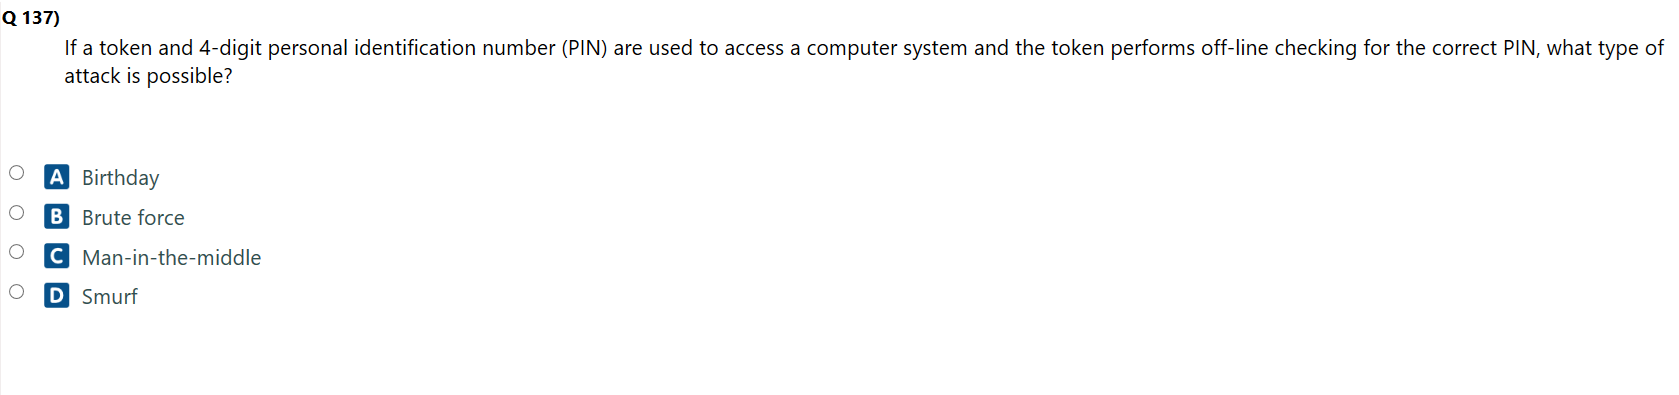 Q 137)
If a token and 4-digit personal identification number (PIN) are used to access a computer system and the token performs off-line checking for the correct PIN, what type of
attack is possible?
A Birthday
B Brute force
C Man-in-the-middle
D Smurf